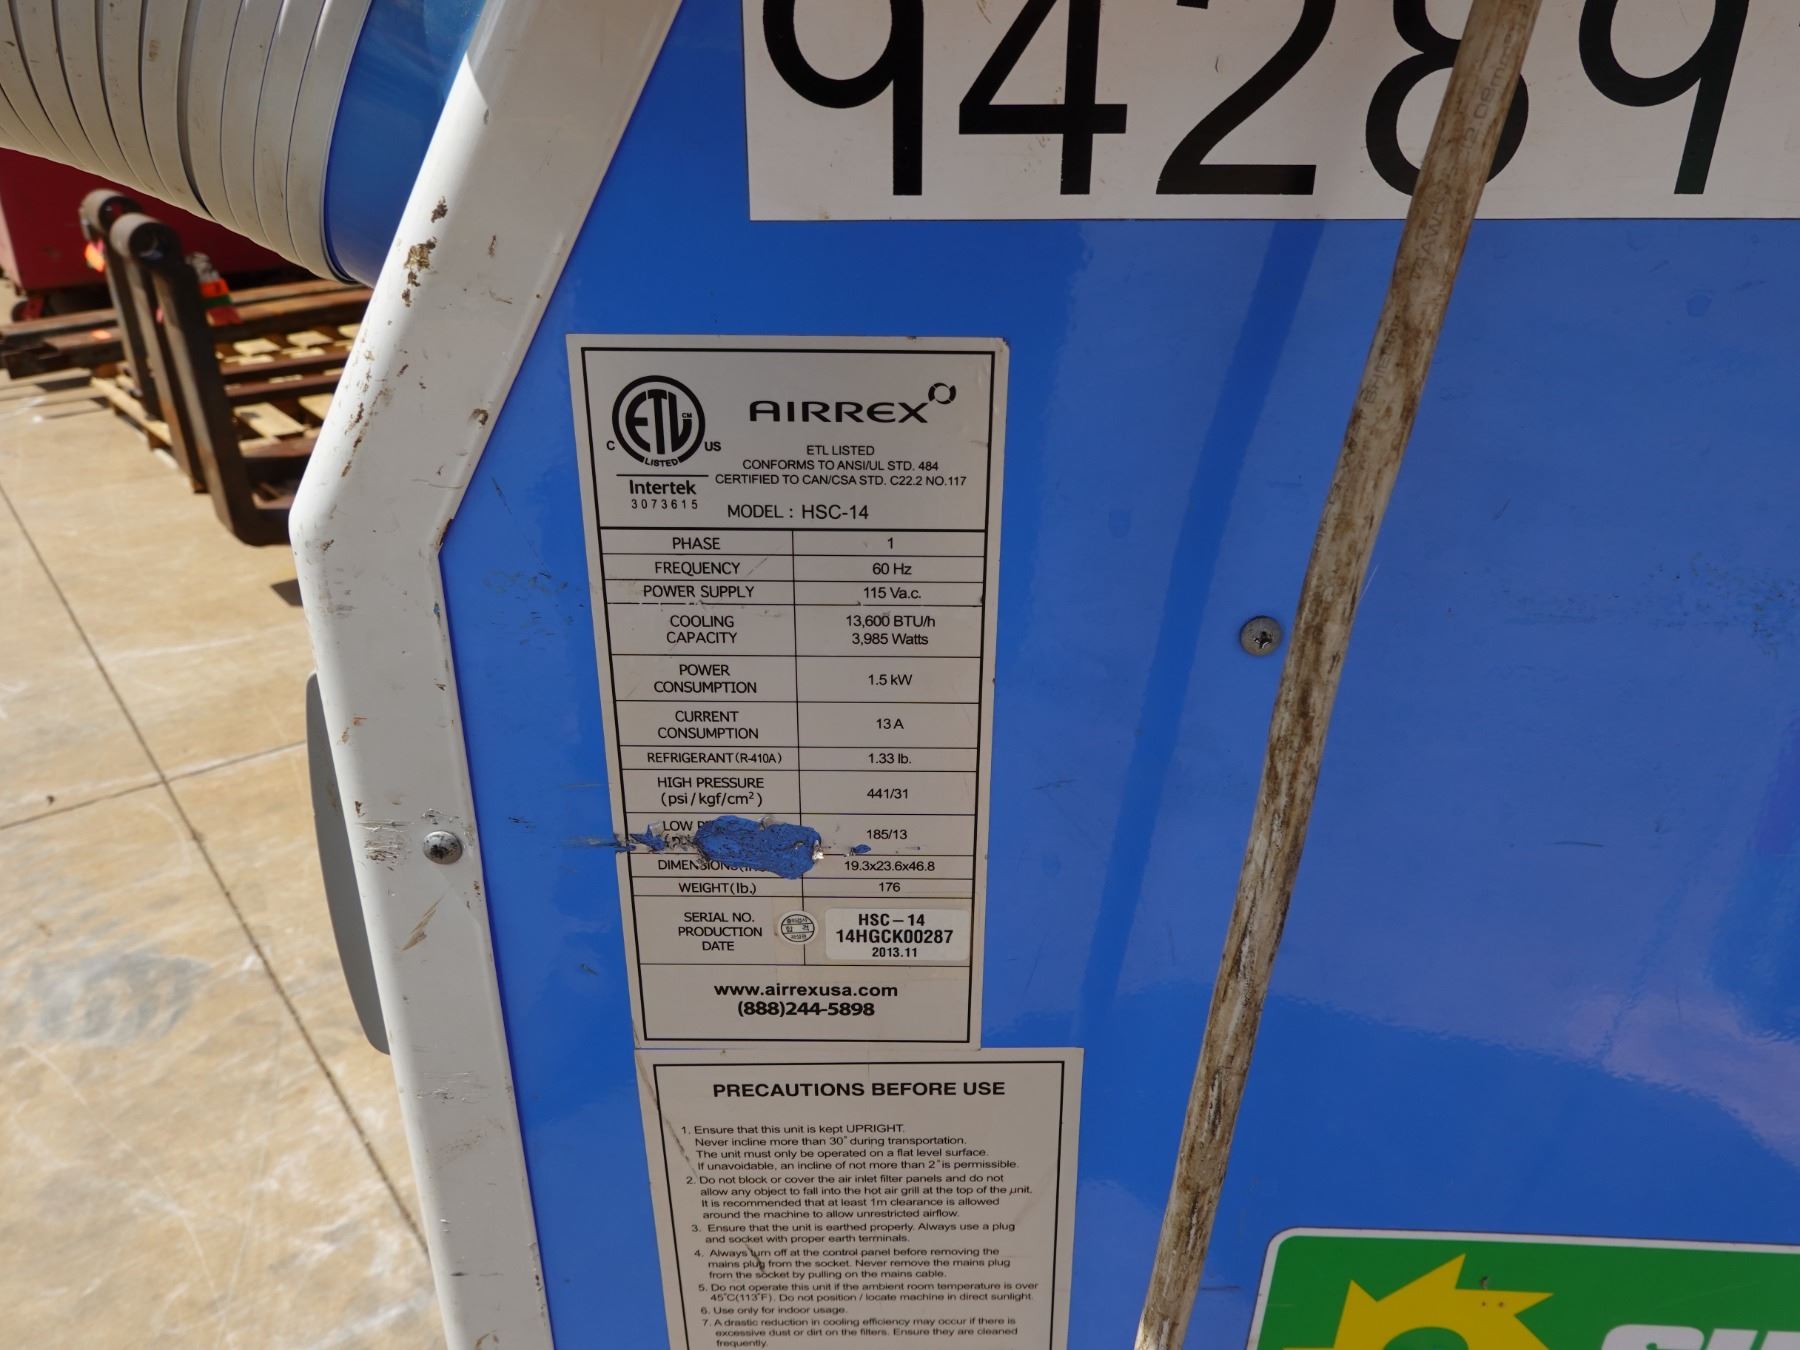 94289
ETL CM
C US
LISTED
Intertek
3073615
AIRREX
ETL LISTED
CONFORMS TO ANSI/UL STD. 484
CERTIFIED TO CAN/CSA STD. C22.2 NO.117
MODEL : HSC-14
PHASE 1
FREQUENCY 60 Hz
POWER SUPPLY 115 Va.c.
COOLING CAPACITY 13,600 BTU/h
3,985 Watts
POWER CONSUMPTION 1.5 kW
CURRENT CONSUMPTION 13 A
REFRIGERANT (R-410A) 1.33 lb.
HIGH PRESSURE
(psi/kgf/cm²) 441/31
LOW 185/13
19.3x23.6x46.8
WEIGHT(lb.) 176
SERIAL NO.
PRODUCTION
DATE
HSC-14
14HGCK00287
2013.11
www.airrexusa.com
(888)244-5898
PRECAUTIONS BEFORE USE
1. Ensure that this unit is kept UPRIGHT.
Never incline more than 30° during transportation.
The unit must only be operated on a flat level surface.
If unavoidable, an incline of not more than 2° is permissible.
2. Do not block or cover the air inlet filter panels and do not
allow any object to fall into the hot air grill at the top of the unit.
It is recommended that at least 1m clearance is allowed
around the machine to allow unrestricted airflow.
3. Ensure that the unit is earthed properly. Always use a plug
and socket with proper earth terminals.
4. Always turn off at the control panel before removing the
mains plug from the socket. Never remove the mains plug
from the socket by pulling on the mains cable.
5. Do not operate this unit if the ambient room temperature is over
45°C(113°F). Do not position / locate machine in direct sunlight.
6. Use only for indoor usage.
7. A drastic reduction in cooling efficiency may occur if there is
excessive dust or dirt on the filters. Ensure they are cleaned
frequently.